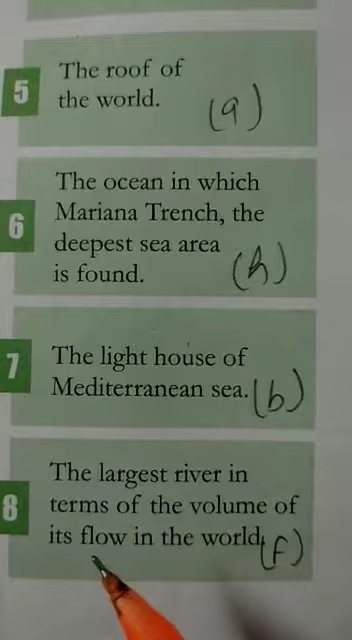 5
The roof of
the world.
(a)
6
The ocean in which
Mariana Trench, the
deepest sea area
is found.
(h)
7
The light house of
Mediterranean sea. (b)
8
The largest river in
terms of the volume of
its flow in the world. (f)